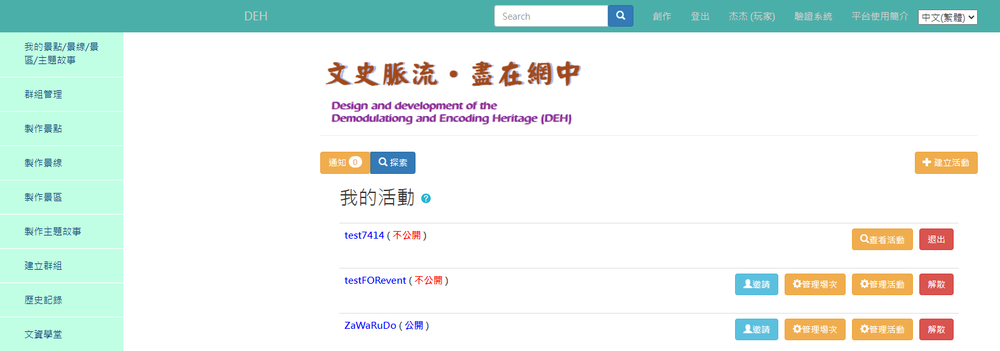 DEH
Search
創作
登出
杰杰 (玩家)
驗證系統
平台使用簡介
中文(繁體)
我的景點/景線/景
區/主題故事
群組管理
製作景點
製作景線
製作景區
製作主題故事
建立群組
歷史記錄
文資學堂
文史脈流・盡在網中
Design and development of the
Demodulationg and Encoding Heritage (DEH)
通知 0
探索
建立活動
我的活動 ?
test7414 ( 不公開 ) 查看活動 退出
testFORevent ( 不公開 ) 邀請 管理場次 管理活動 解散
ZaWaRuDo ( 公開 ) 邀請 管理場次 管理活動 解散